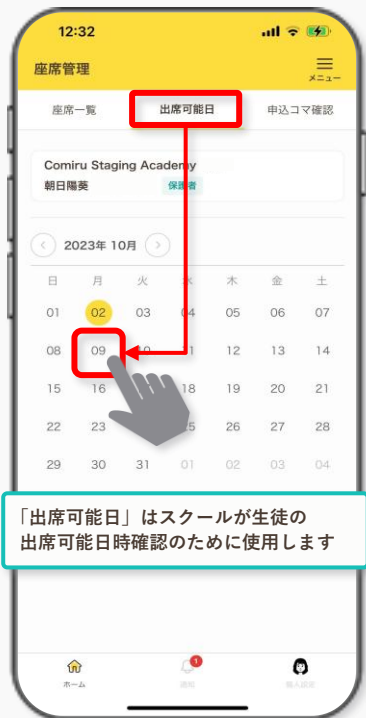 12:32
座席管理
メニュー
座席一覧 出席可能日 申込コマ確認
Comiru Staging Academy
朝日陽葵 保護者
2023年 10月
日 月 火 水 木 金 土
01 02 03 04 05 06 07
08 09 10 11 12 13 14
15 16 18 19 20 21
22 23 25 26 27 28
29 30 31 01 02 03 04
「出席可能日」はスクールが生徒の
出席可能日時確認のために使用します
1
ホーム 通知 個人設定